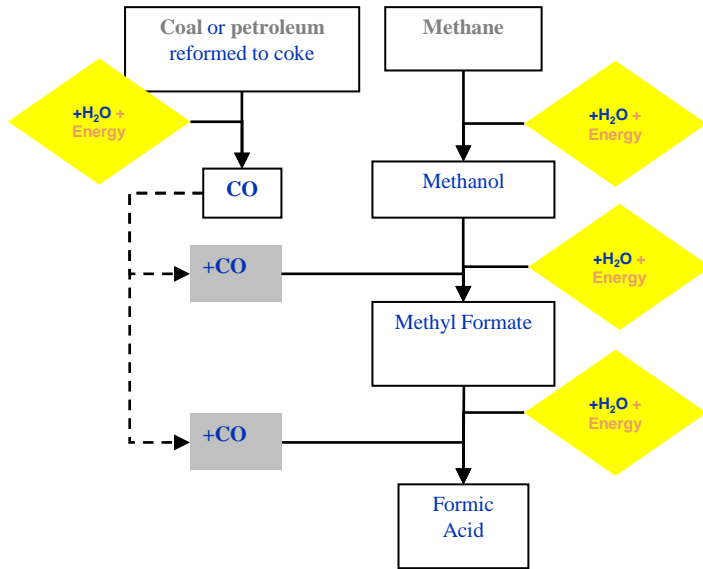 Coal or petroleum
reformed to coke
Methane
+H₂O +
Energy
+H₂O +
Energy
CO
Methanol
+CO
+H₂O +
Energy
Methyl Formate
+H₂O +
Energy
+CO
Formic
Acid